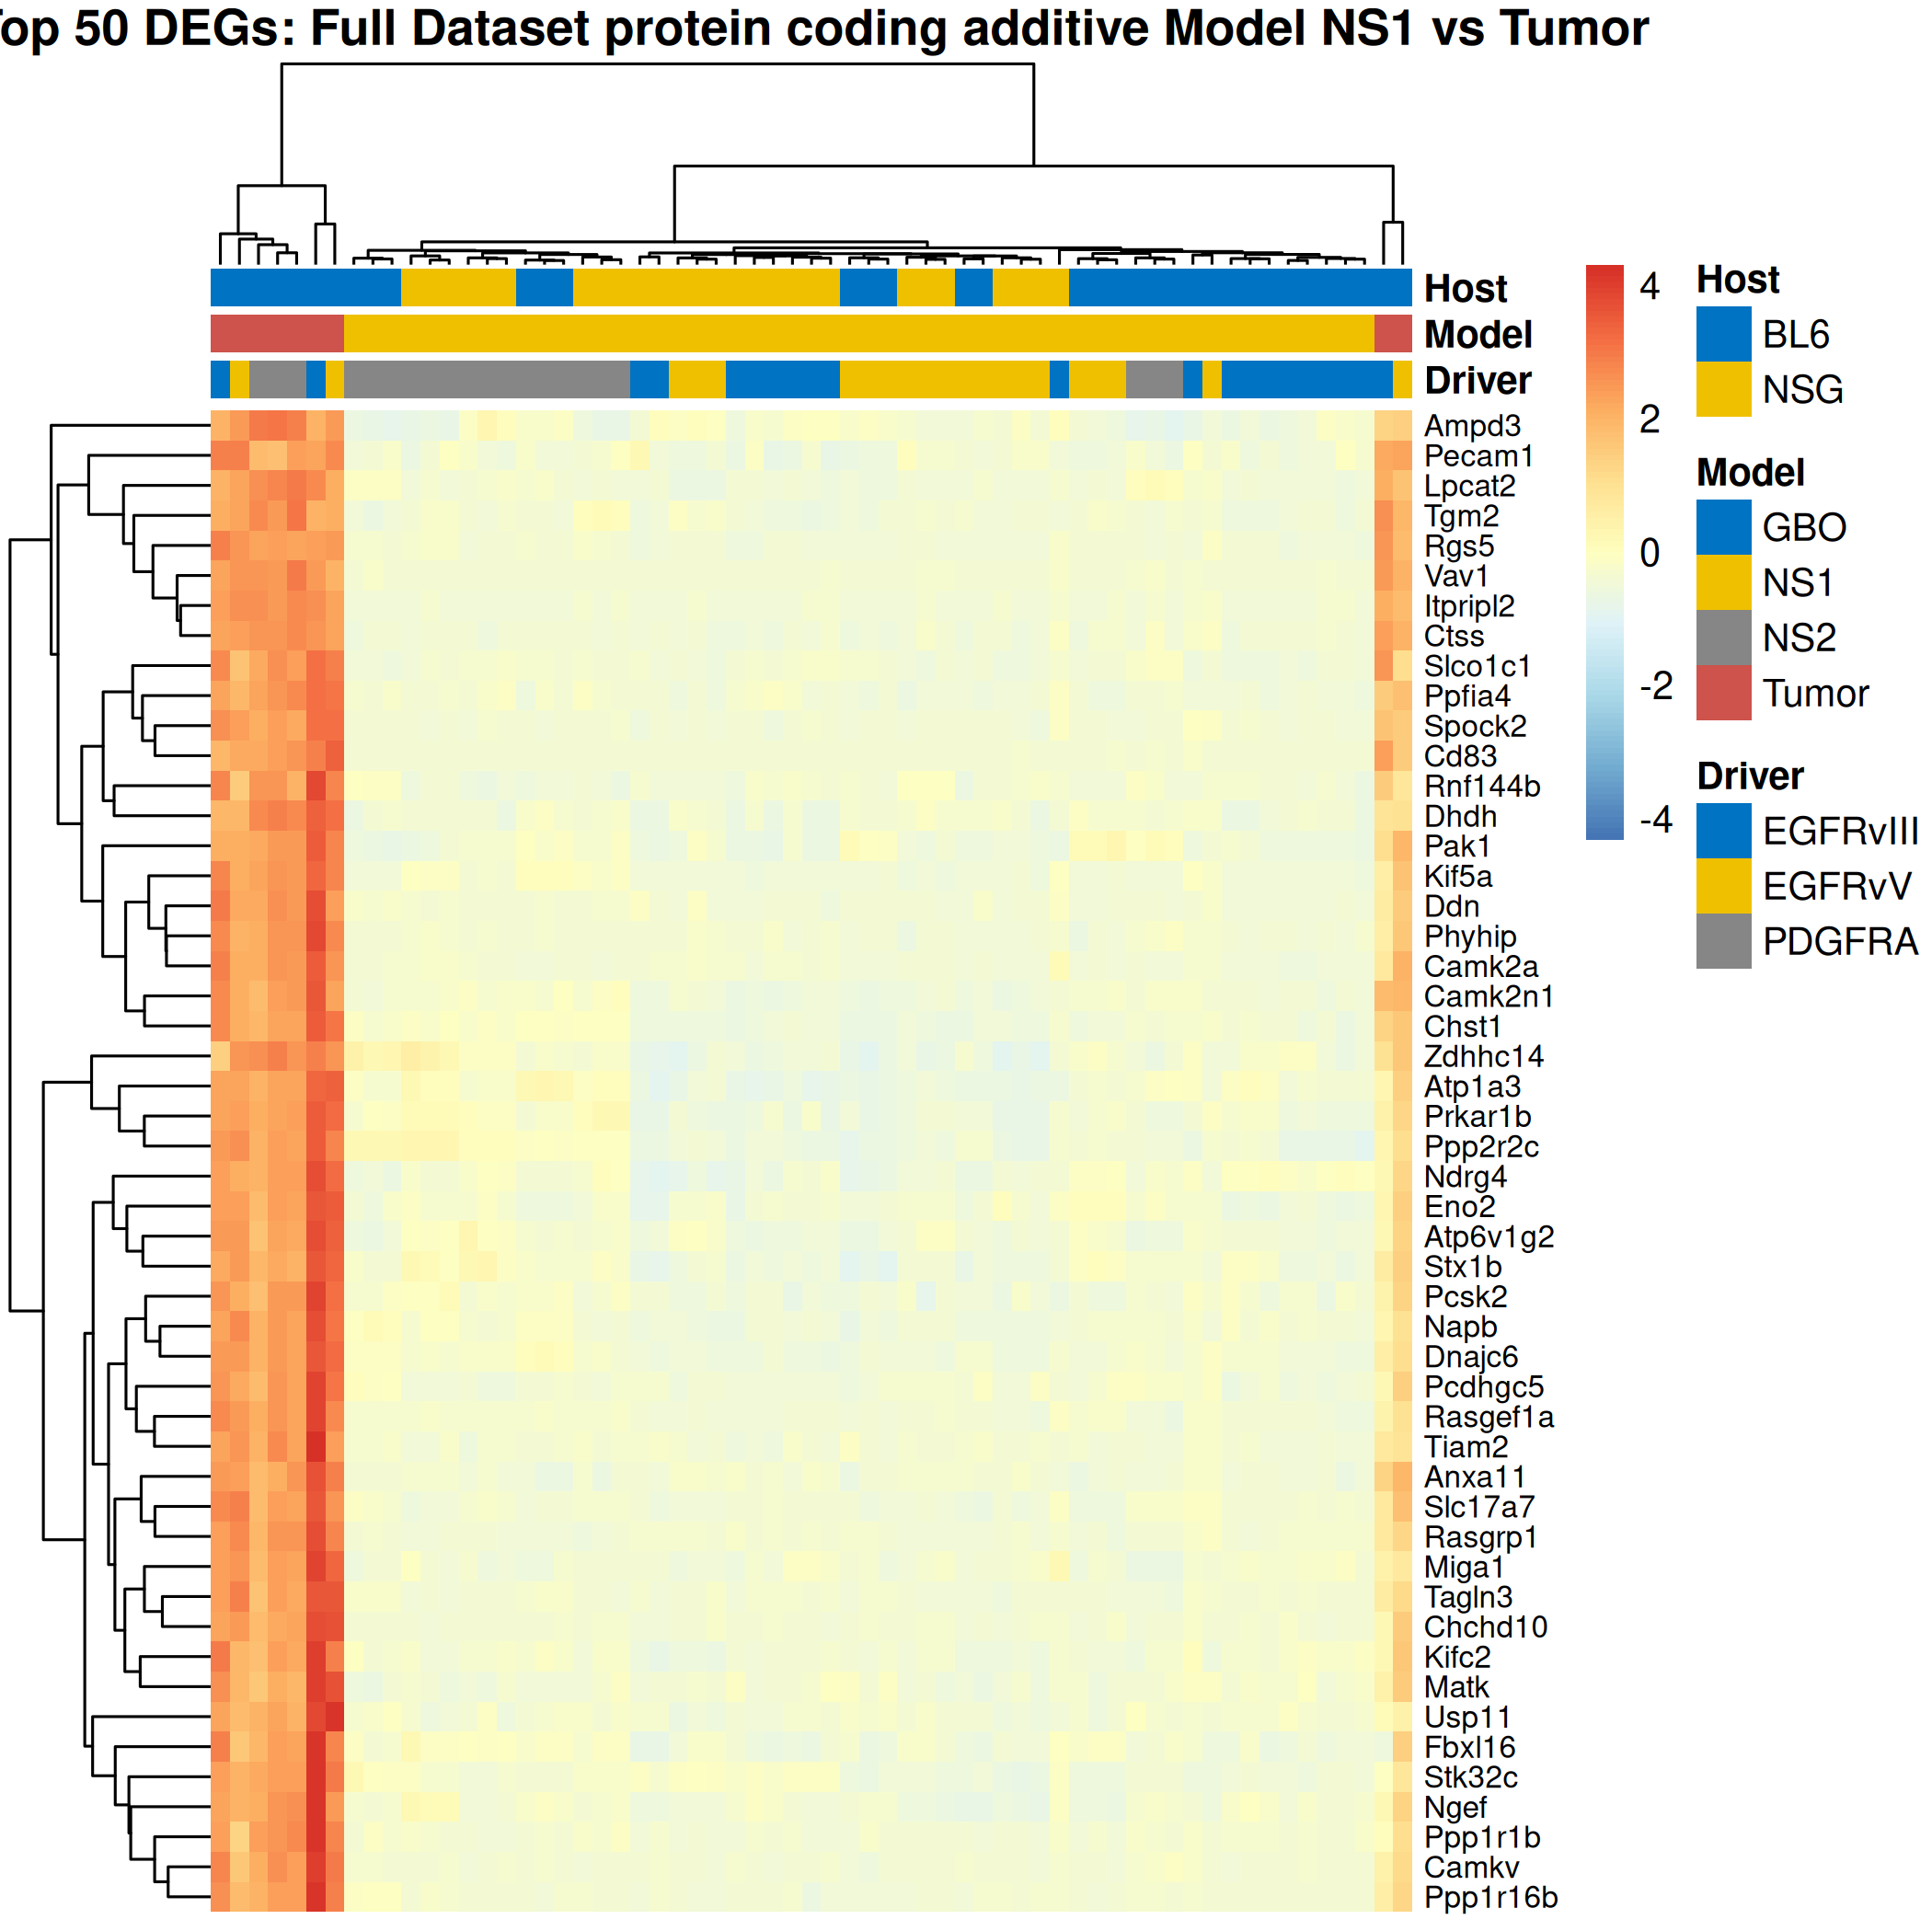 op 50 DEGs: Full Dataset protein coding additive Model NS1 vs Tumor
Host
Model
Driver
Ampd3
Pecam1
Lpcat2
Tgm2
Rgs5
Vav1
Itpripl2
Ctss
Slco1c1
Ppfia4
Spock2
Cd83
Rnf144b
Dhdh
Pak1
Kif5a
Ddn
Phyhip
Camk2a
Camk2n1
Chst1
Zdhhc14
Atp1a3
Prkar1b
Ppp2r2c
Ndrg4
Eno2
Atp6v1g2
Stx1b
Pcsk2
Napb
Dnajc6
Pcdhgc5
Rasgef1a
Tiam2
Anxa11
Slc17a7
Rasgrp1
Miga1
Tagln3
Chchd10
Kifc2
Matk
Usp11
Fbxl16
Stk32c
Ngef
Ppp1r1b
Camkv
Ppp1r16b
4
2
0
-2
-4
Host
BL6
NSG
Model
GBO
NS1
NS2
Tumor
Driver
EGFRvIII
EGFRvV
PDGFRA